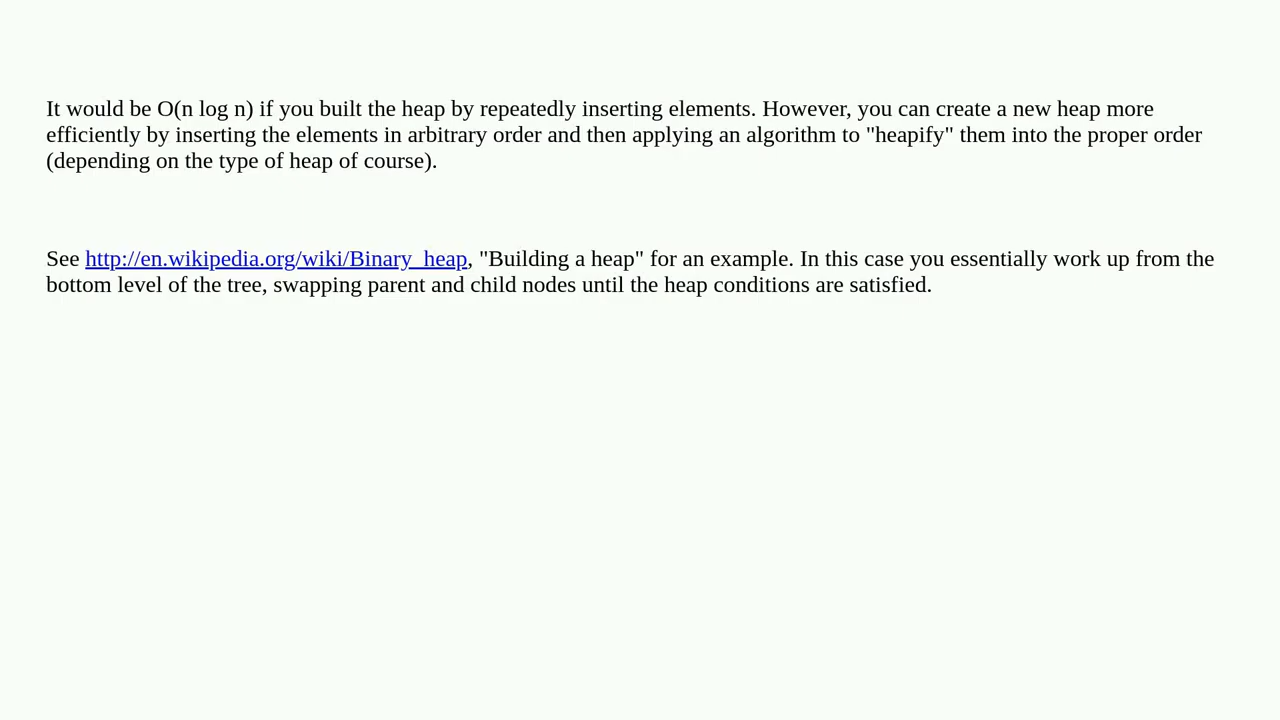 It would be O(n log n) if you built the heap by repeatedly inserting elements. However, you can create a new heap more
efficiently by inserting the elements in arbitrary order and then applying an algorithm to "heapify" them into the proper order
(depending on the type of heap of course).
See http://en.wikipedia.org/wiki/Binary_heap, "Building a heap" for an example. In this case you essentially work up from the
bottom level of the tree, swapping parent and child nodes until the heap conditions are satisfied.